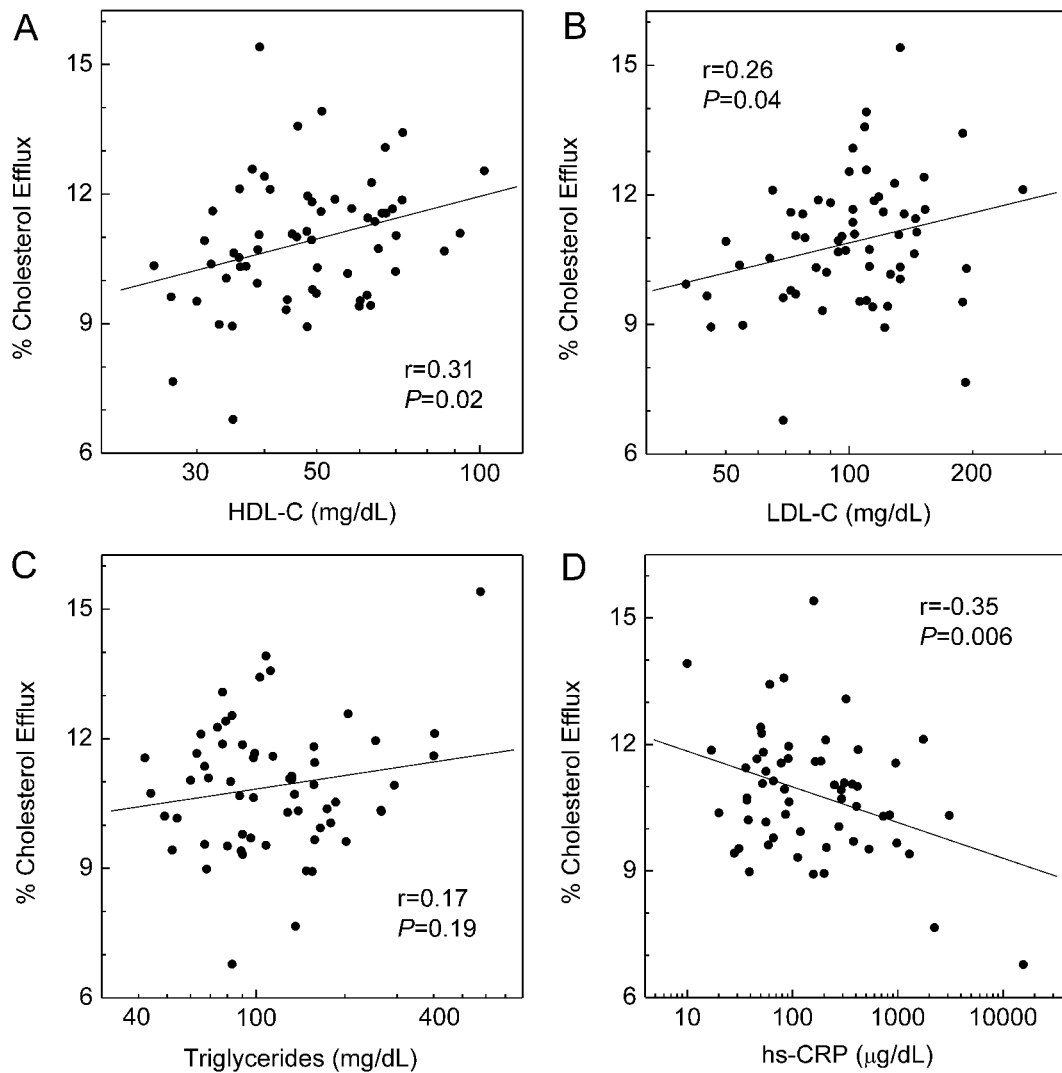 A
% Cholesterol Efflux
15
12
9
6
30
50
100
HDL-C (mg/dL)
r=0.31
P=0.02
B
% Cholesterol Efflux
15
12
9
6
50
100
200
LDL-C (mg/dL)
r=0.26
P=0.04
C
% Cholesterol Efflux
15
12
9
6
40
100
400
Triglycerides (mg/dL)
r=0.17
P=0.19
D
% Cholesterol Efflux
15
12
9
6
10
100
1000
10000
hs-CRP (μg/dL)
r=-0.35
P=0.006